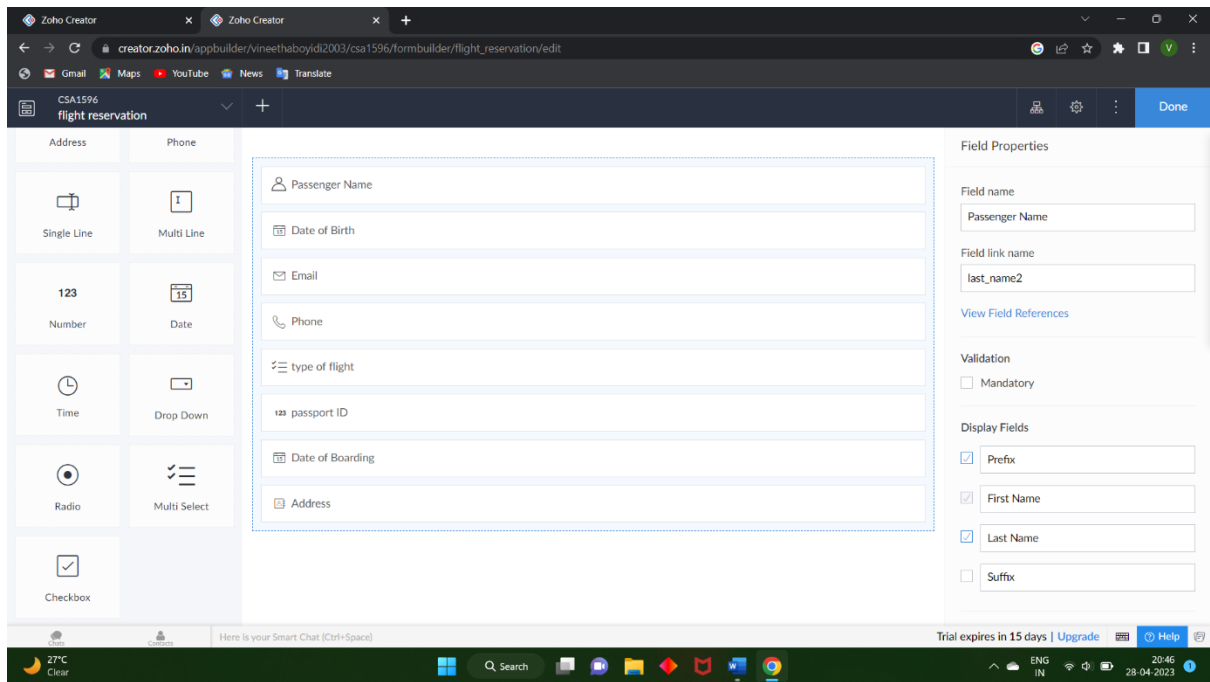 Zoho Creator
Zoho Creator
creator.zoho.in/appbuilder/vineethaboyidi2003/csa1596/formbuilder/flight_reservation/edit
G
V
Gmail
Maps
YouTube
News
Translate
CSA1596
flight reservation
Done
Address
Phone
Single Line
Multi Line
123
Number
15
Date
Time
Drop Down
Radio
Multi Select
Checkbox
Passenger Name
15 Date of Birth
Email
Phone
type of flight
123 passport ID
15 Date of Boarding
Address
Field Properties
Field name
Passenger Name
Field link name
last_name2
View Field References
Validation
Mandatory
Display Fields
Prefix
First Name
Last Name
Suffix
Chats
Contacts
Here is your Smart Chat (Ctrl+Space)
Trial expires in 15 days | Upgrade
Help
27°C
Clear
Search
ENG
IN
20:46
28-04-2023
1